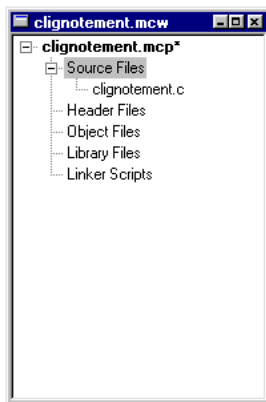 clignotement.mcw
clignotement.mcp*
Source Files
clignotement.c
Header Files
Object Files
Library Files
Linker Scripts